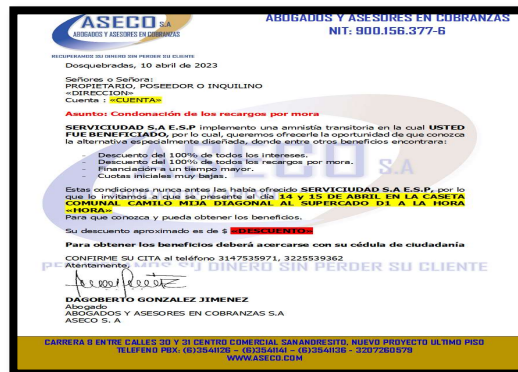 ASECO S.A
ABOGADOS Y ASESORES EN COBRANZAS
RECUPERAMOS SU DINERO SIN PERDER SU CLIENTE
ABOGADOS Y ASESORES EN COBRANZAS
NIT: 900.156.377-6
Dosquebradas, 10 abril de 2023
Señores o Señora:
PROPIETARIO, POSEEDOR O INQUILINO
«DIRECCION»
Cuenta : «CUENTA»
Asunto: Condonación de los recargos por mora
SERVICIUDAD S.A E.S.P implemento una amnistía transitoria en la cual USTED
FUE BENEFICIADO, por lo cual, queremos ofrecerle la oportunidad de que conozca
la alternativa especialmente diseñada, donde entre otros beneficios encontrara:
- Descuento del 100% de todos los intereses.
- Descuento del 100% de todos los recargos por mora.
- Financiación a un tiempo mayor.
- Cuotas iniciales muy bajas.
Estas condiciones nunca antes las había ofrecido SERVICIUDAD S.A E.S.P, por lo
que lo invitamos a que se presente el día 14 y 15 DE ABRIL EN LA CASETA
COMUNAL CAMILO MIJA DIAGONAL AL SUPERCADO D1 A LA HORA
«HORA»
Para que conozca y pueda obtener los beneficios.
Su descuento aproximado es de $ «DESCUENTO»
Para obtener los beneficios deberá acercarse con su cédula de ciudadanía
CONFIRME SU CITA al teléfono 3147535971, 3225539362
Atentamente,
DAGOBERTO GONZALEZ JIMENEZ
Abogado
ABOGADOS Y ASESORES EN COBRANZAS S.A
ASECO S. A
CARRERA 8 ENTRE CALLES 30 Y 31 CENTRO COMERCIAL SANANDRESITO, NUEVO PROYECTO ULTIMO PISO
TELEFENO PBX: (6)3541126 – (6)3541141 – (6)3541136 - 3207260579
WWW.ASECO.COM